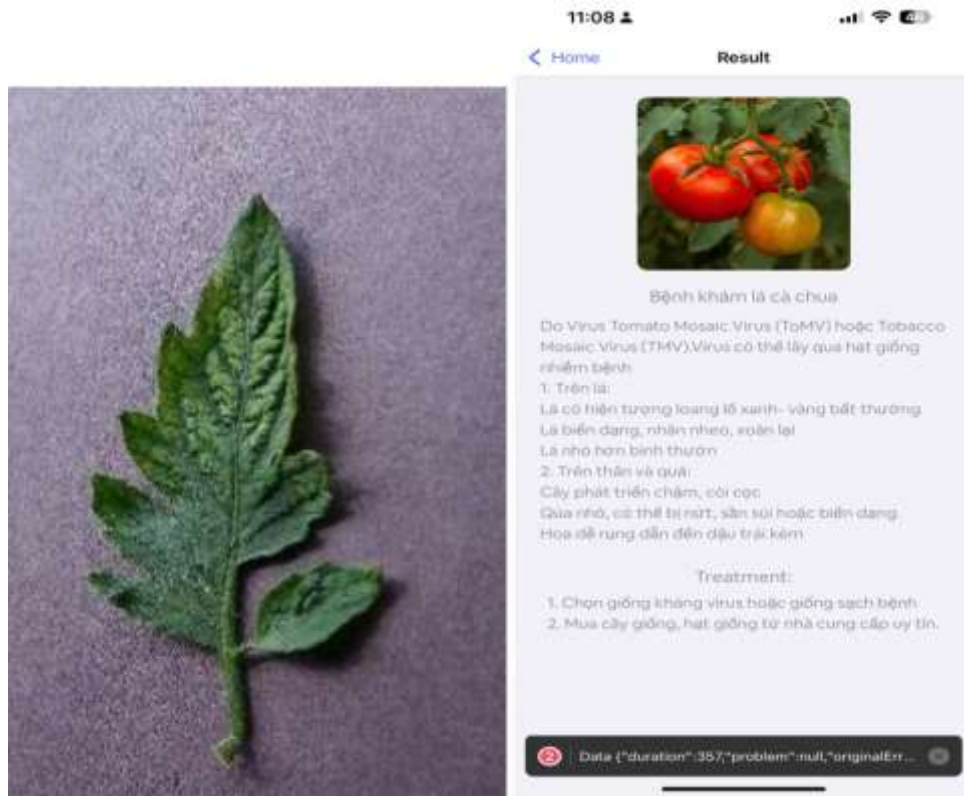 11:08
Home
Result
Bệnh khảm lá cà chua
Do Virus Tomato Mosaic Virus (ToMV) hoặc Tobacco
Mosaic Virus (TMV).Virus có thể lây qua hạt giống
nhiễm bệnh
1. Trên lá:
Lá có hiện tượng loang lổ xanh- vàng bất thường
Lá biến dạng, nhăn nheo, xoăn lại
Lá nhỏ hơn bình thườn
2. Trên thân và quả:
Cây phát triển chậm, còi cọc
Quả nhỏ, có thể bị nứt, sần sùi hoặc biến dạng.
Hoa dễ rụng dẫn đến đậu trái kém
Treatment:
1. Chọn giống kháng virus hoặc giống sạch bệnh
2. Mua cây giống, hạt giống từ nhà cung cấp uy tín.
2 Data {"duration":357,"problem":null,"originalErr...